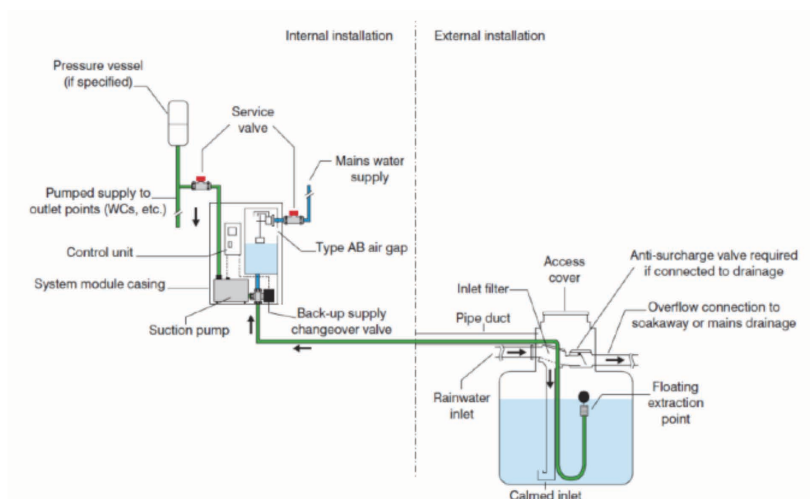 Internal installation
External installation
Pressure vessel
(if specified)
Service
valve
Mains water
supply
Pumped supply to
outlet points (WCs, etc.)
Type AB air gap
Control unit
System module casing
Suction pump
Back-up supply
changeover valve
Pipe duct
Inlet filter
Access
cover
Anti-surcharge valve required
if connected to drainage
Overflow connection to
soakaway or mains drainage
Rainwater
inlet
Floating
extraction
point
Calmed inlet